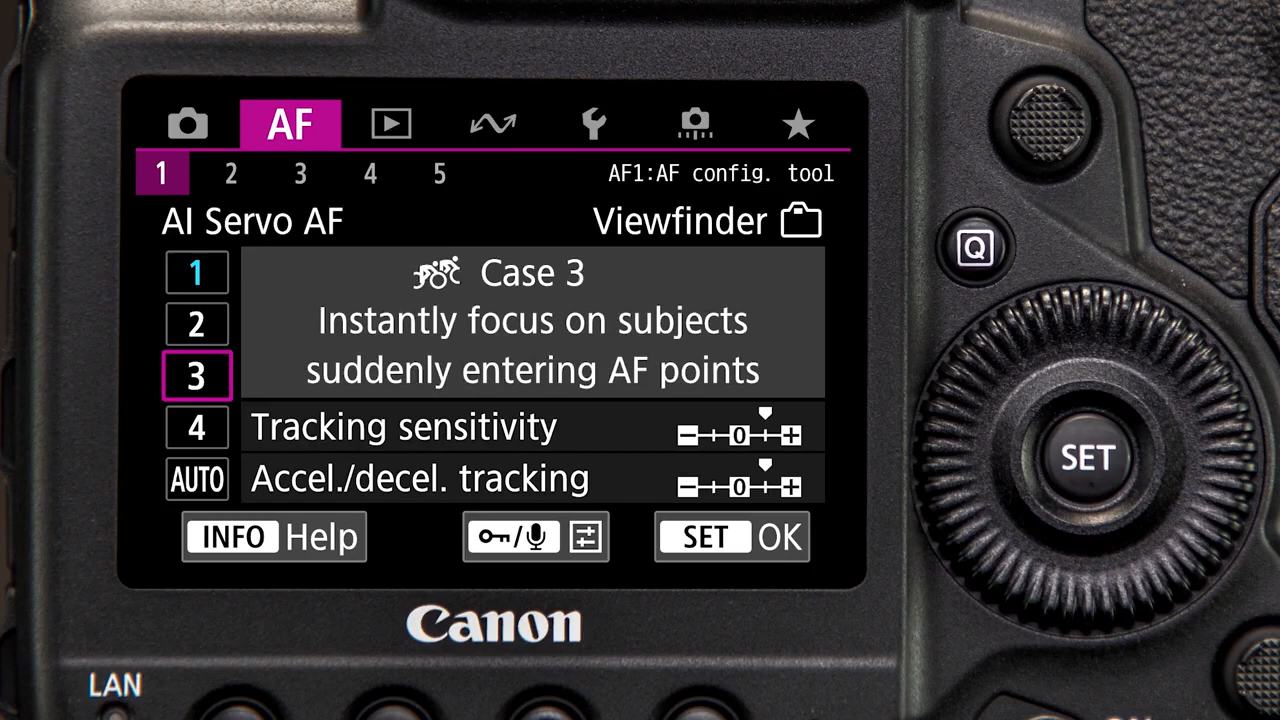 AF
1 2 3 4 5 AF1:AF config. tool
AI Servo AF Viewfinder
1 Case 3
2 Instantly focus on subjects
3 suddenly entering AF points
4 Tracking sensitivity - 0 +
AUTO Accel./decel. tracking - 0 +
INFO Help / SET OK
Canon
LAN
Q
SET